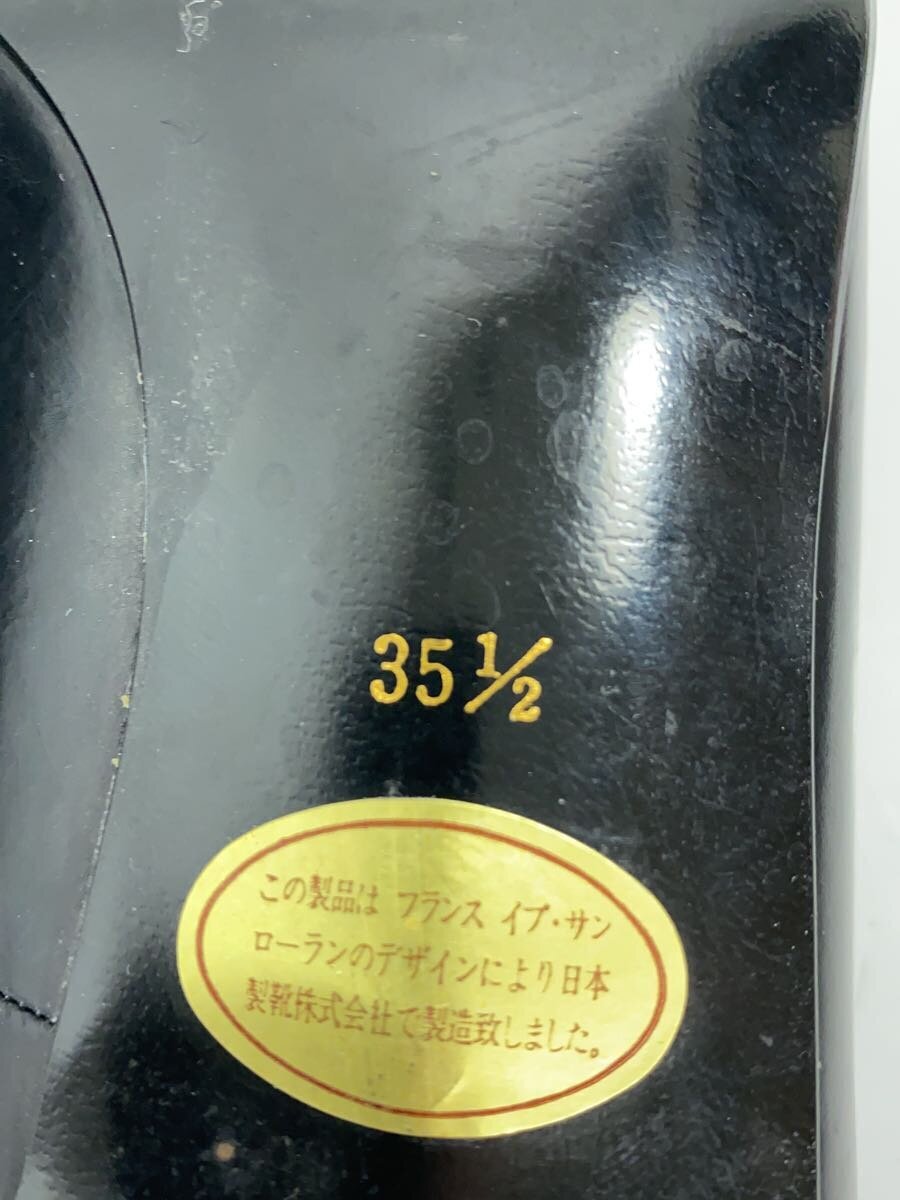 35 ½
この製品は フランス イブ・サン
ローランのデザインにより日本
製靴株式会社で製造致しました。